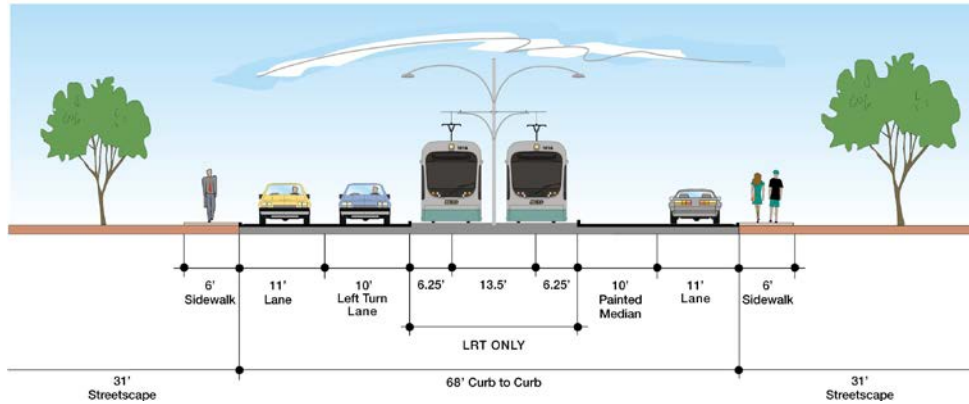 6'
Sidewalk
11'
Lane
10'
Left Turn
Lane
6.25'
13.5'
6.25'
10'
Painted
Median
11'
Lane
6'
Sidewalk
LRT ONLY
31'
Streetscape
68' Curb to Curb
31'
Streetscape